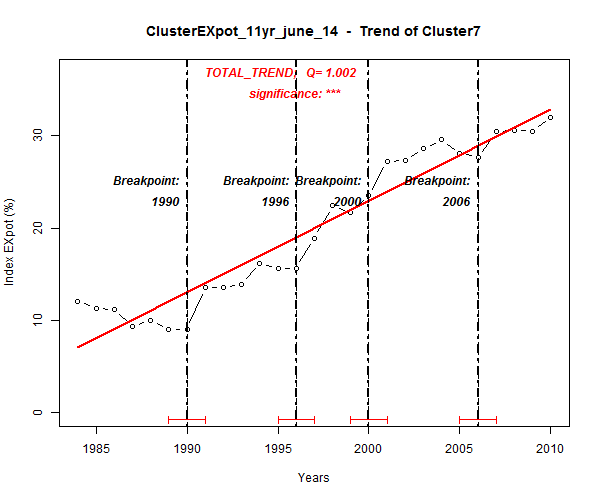 ClusterEXpot_11yr_june_14 - Trend of Cluster7
TOTAL_TREND, Q= 1.002
significance: ***
Breakpoint: Breakpoint: Breakpoint: Breakpoint:
1990 1996 2000 2006
Index EXpot (%)
30
20
10
0
1985 1990 1995 2000 2005 2010
Years